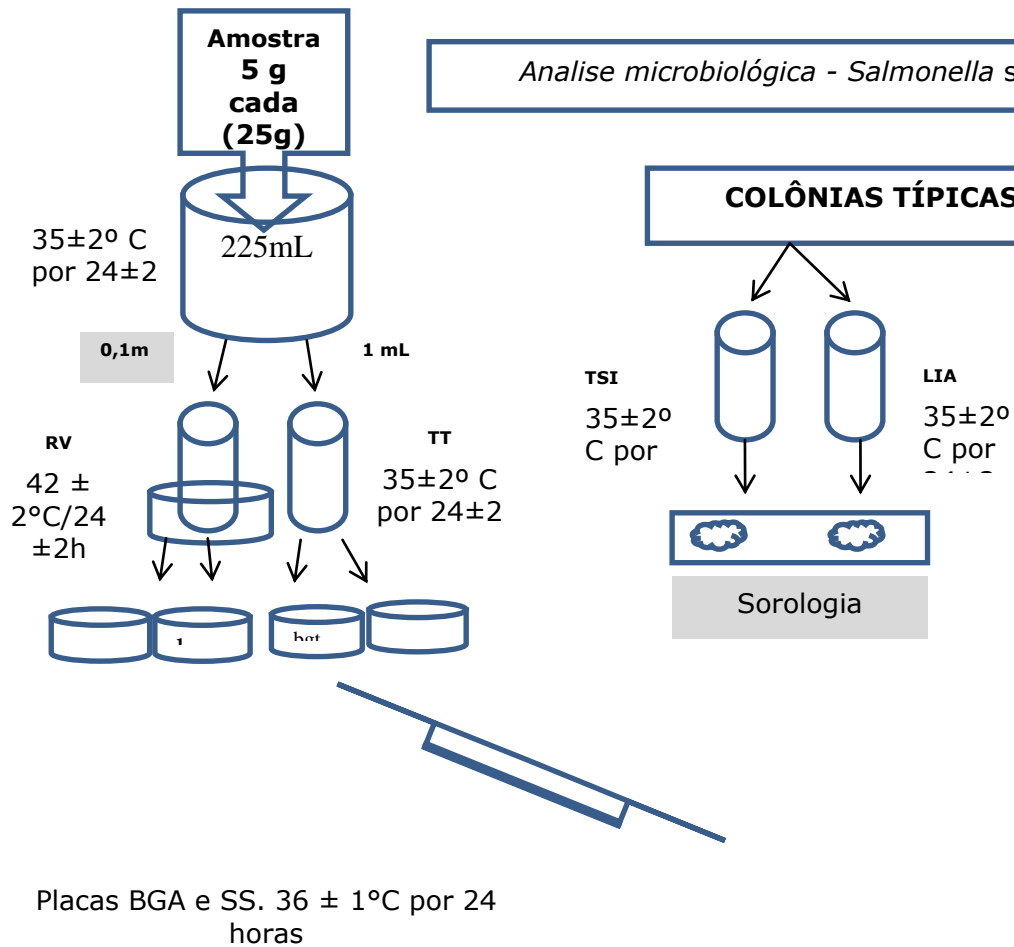 Amostra
5 g
cada
(25g)
Analise microbiológica - Salmonella s
COLÔNIAS TÍPICAS
35±2º C
por 24±2
225mL
0,1m
1 mL
RV
42 ±
2°C/24
±2h
TT
35±2º C
por 24±2
TSI
35±2º
C por
LIA
35±2º
C por
Sorologia
Placas BGA e SS. 36 ± 1°C por 24
horas